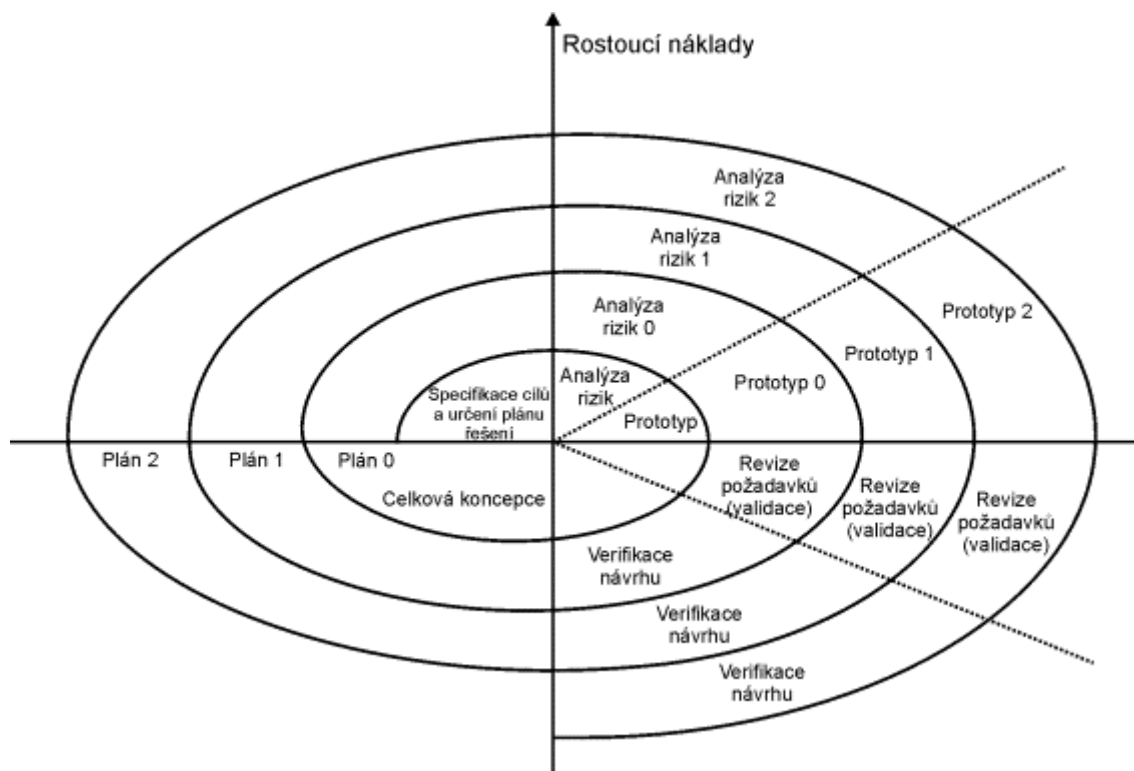 Rostoucí náklady
Analýza
rizik 2
Analýza
rizik 1
Analýza
rizik 0
Prototyp 2
Prototyp 1
Prototyp 0
Analýza
rizik
Specifikace cílů
a určení plánu
řešení
Prototyp
Plán 2
Plán 1
Plán 0
Celková koncepce
Revize
požadavků
(validace)
Revize
požadavků
(validace)
Revize
požadavků
(validace)
Verifikace
návrhu
Verifikace
návrhu
Verifikace
návrhu